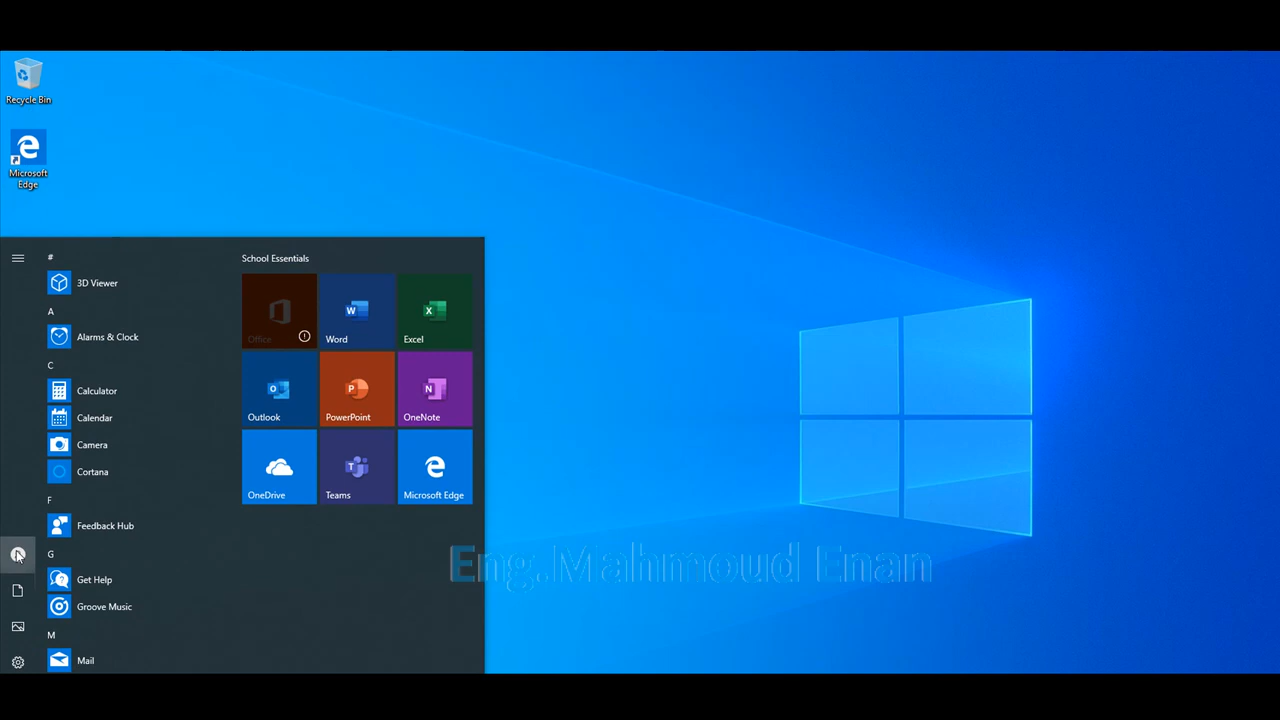 Recycle Bin
Microsoft
Edge
#
3D Viewer
A
Alarms & Clock
C
Calculator
Calendar
Camera
Cortana
F
Feedback Hub
G
Get Help
Groove Music
M
Mail
School Essentials
Office
Word
Excel
Outlook
PowerPoint
OneNote
OneDrive
Teams
Microsoft Edge
Eng.Mahmoud Enan